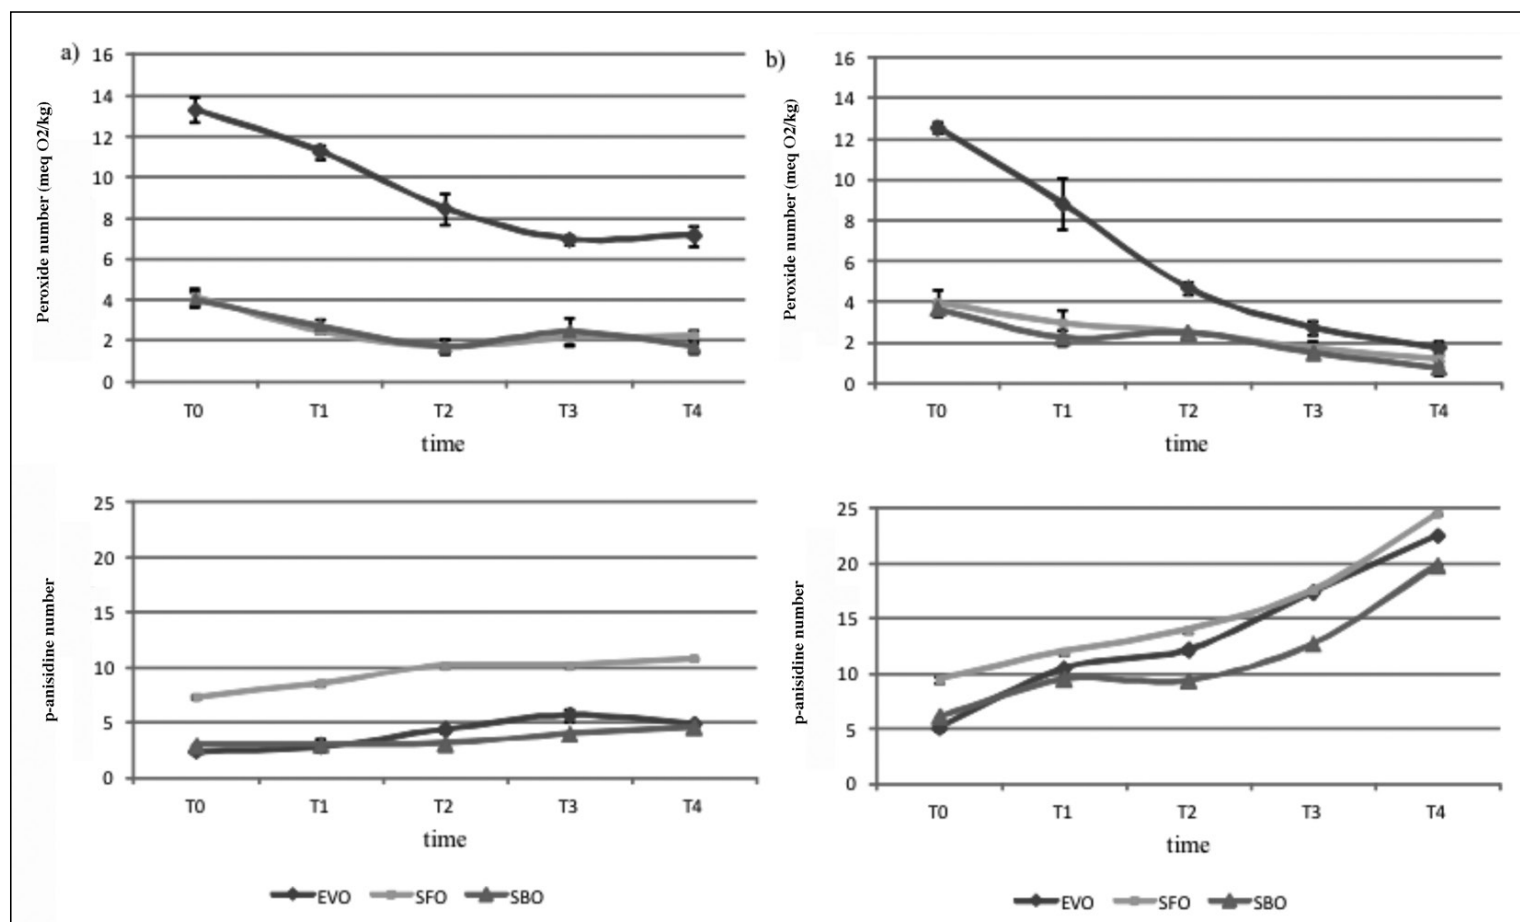 a)
Peroxide number (meq O2/kg)
16
14
12
10
8
6
4
2
0
T0 T1 T2 T3 T4
time
b)
Peroxide number (meq O2/kg)
16
14
12
10
8
6
4
2
0
T0 T1 T2 T3 T4
time
p-anisidine number
25
20
15
10
5
0
T0 T1 T2 T3 T4
time
EVO SFO SBO
p-anisidine number
25
20
15
10
5
0
T0 T1 T2 T3 T4
time
EVO SFO SBO